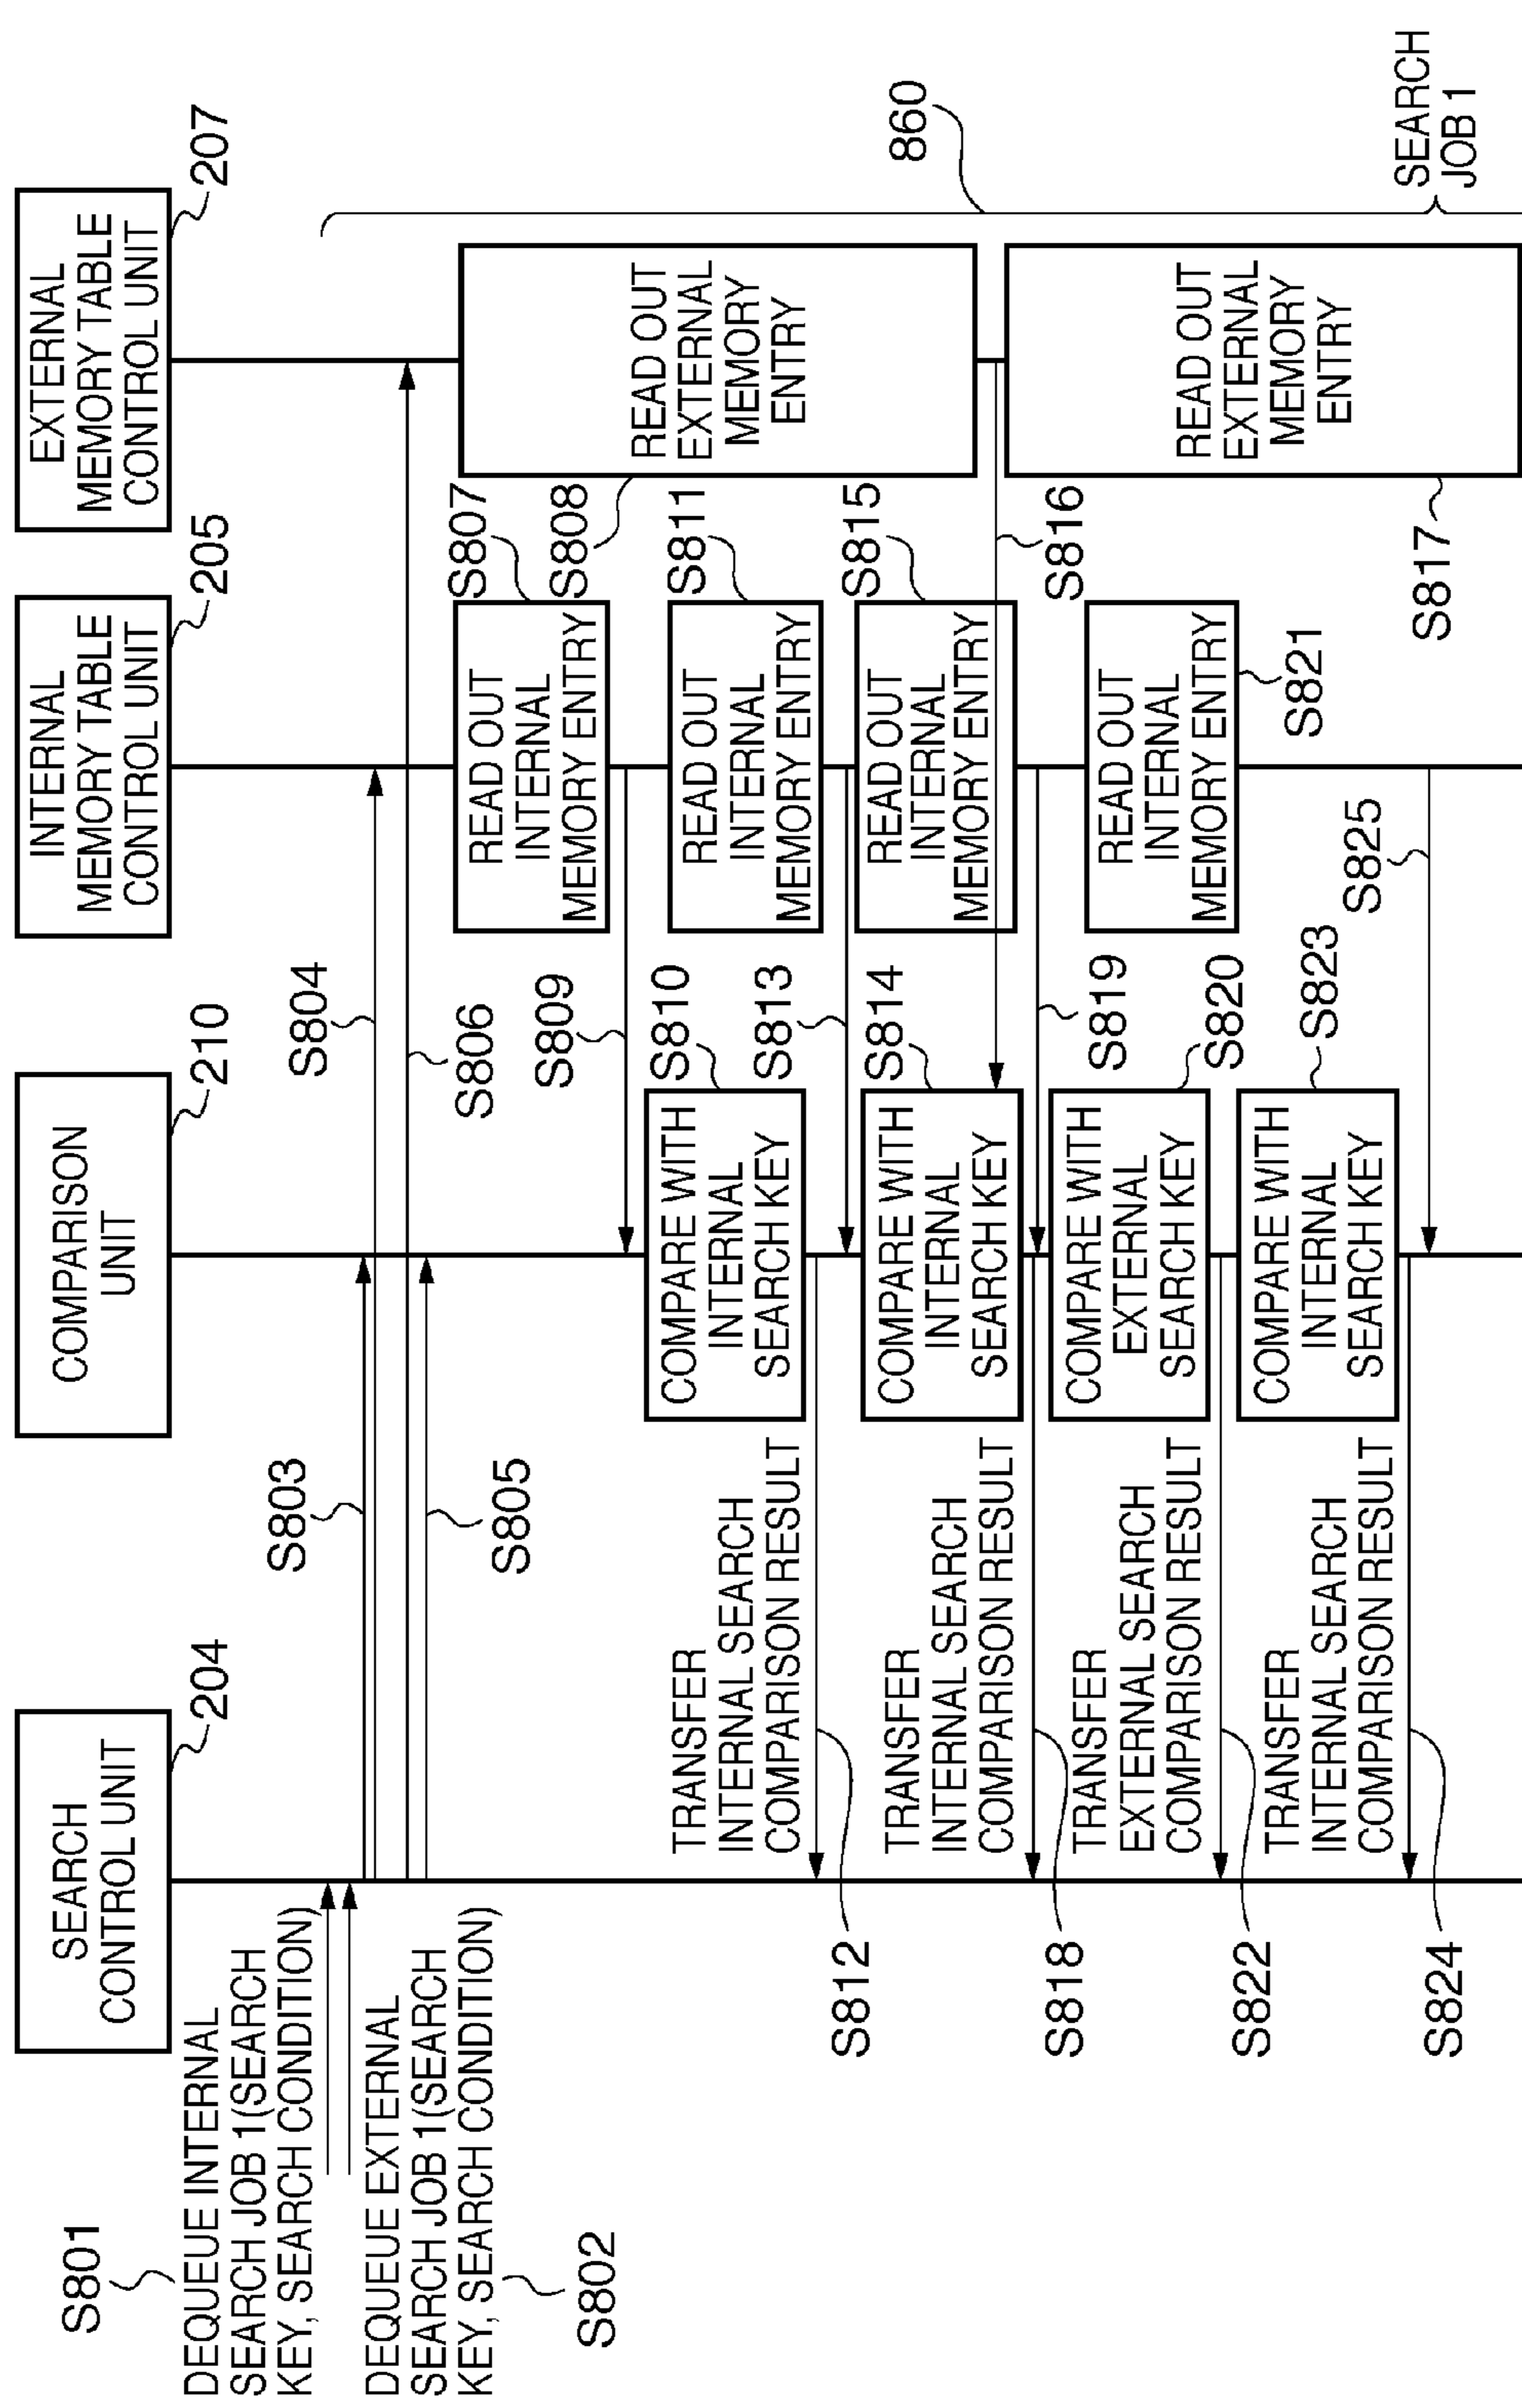 SEARCH
CONTROL UNIT
204
COMPARISON
UNIT
210
INTERNAL
MEMORY TABLE
CONTROL UNIT
205
EXTERNAL
MEMORY TABLE
CONTROL UNIT
207
S801
DEQUEUE INTERNAL
SEARCH JOB 1(SEARCH
KEY, SEARCH CONDITION)
DEQUEUE EXTERNAL
SEARCH JOB 1(SEARCH
KEY, SEARCH CONDITION)
S802
S803
S804
S806
S805
860
READ OUT
INTERNAL
MEMORY ENTRY
S807
READ OUT
EXTERNAL
MEMORY
ENTRY
S808
S809
COMPARE WITH
INTERNAL
SEARCH KEY
S810
READ OUT
INTERNAL
MEMORY ENTRY
S811
TRANSFER
INTERNAL SEARCH
COMPARISON RESULT
S812
S813
COMPARE WITH
INTERNAL
SEARCH KEY
S814
READ OUT
INTERNAL
MEMORY ENTRY
S815
S816
READ OUT
EXTERNAL
MEMORY
ENTRY
S817
TRANSFER
INTERNAL SEARCH
COMPARISON RESULT
S818
S819
COMPARE WITH
EXTERNAL
SEARCH KEY
S820
READ OUT
INTERNAL
MEMORY ENTRY
S821
TRANSFER
EXTERNAL SEARCH
COMPARISON RESULT
S822
COMPARE WITH
INTERNAL
SEARCH KEY
S823
TRANSFER
INTERNAL SEARCH
COMPARISON RESULT
S824
S825
SEARCH
JOB 1